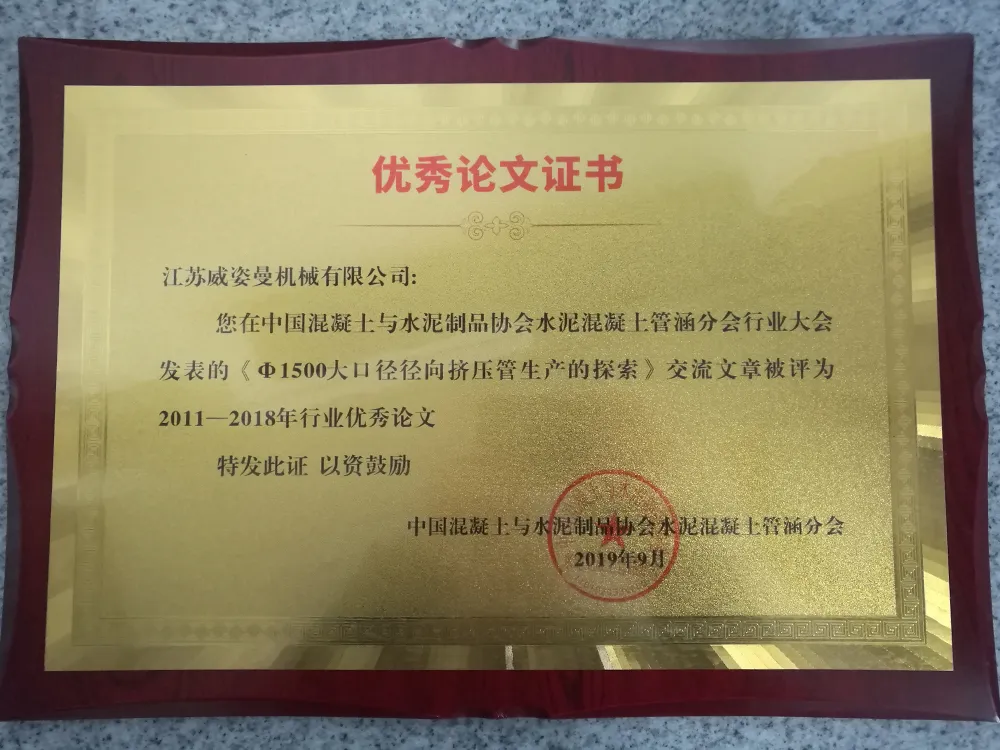 优秀论文证书
江苏威姿曼机械有限公司:
您在中国混凝土与水泥制品协会水泥混凝土管涵分会行业大会
发表的《Φ1500大口径径向挤压管生产的探索》交流文章被评为
2011—2018年行业优秀论文
特发此证 以资鼓励
中国混凝土与水泥制品协会水泥混凝土管涵分会
2019年9月